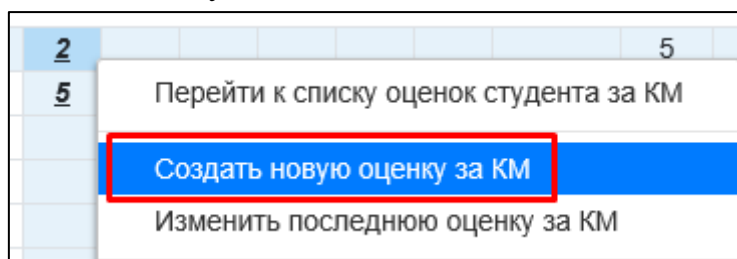 2 5
5 Перейти к списку оценок студента за КМ
Создать новую оценку за КМ
Изменить последнюю оценку за КМ